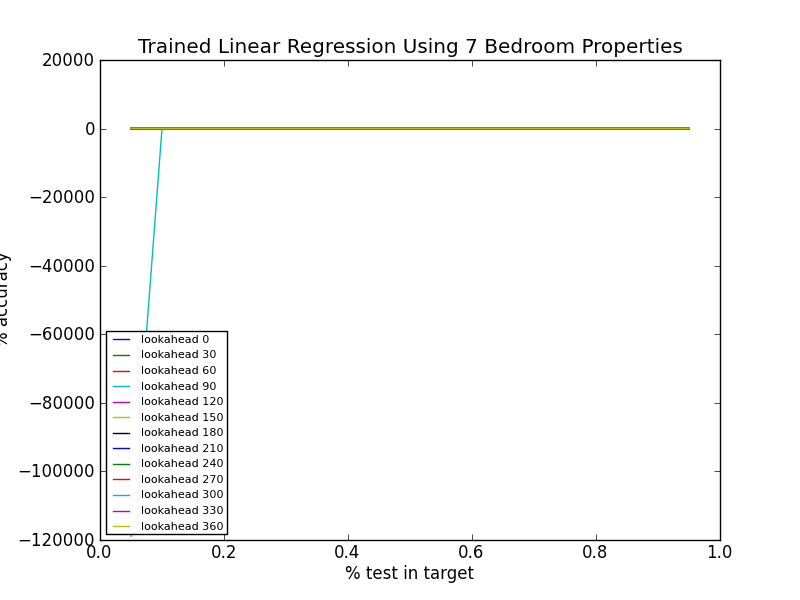 Trained Linear Regression Using 7 Bedroom Properties
20000
0
−20000
−40000
−60000
−80000
−100000
−120000
% accuracy
lookahead 0
lookahead 30
lookahead 60
lookahead 90
lookahead 120
lookahead 150
lookahead 180
lookahead 210
lookahead 240
lookahead 270
lookahead 300
lookahead 330
lookahead 360
0.0 0.2 0.4 0.6 0.8 1.0
% test in target